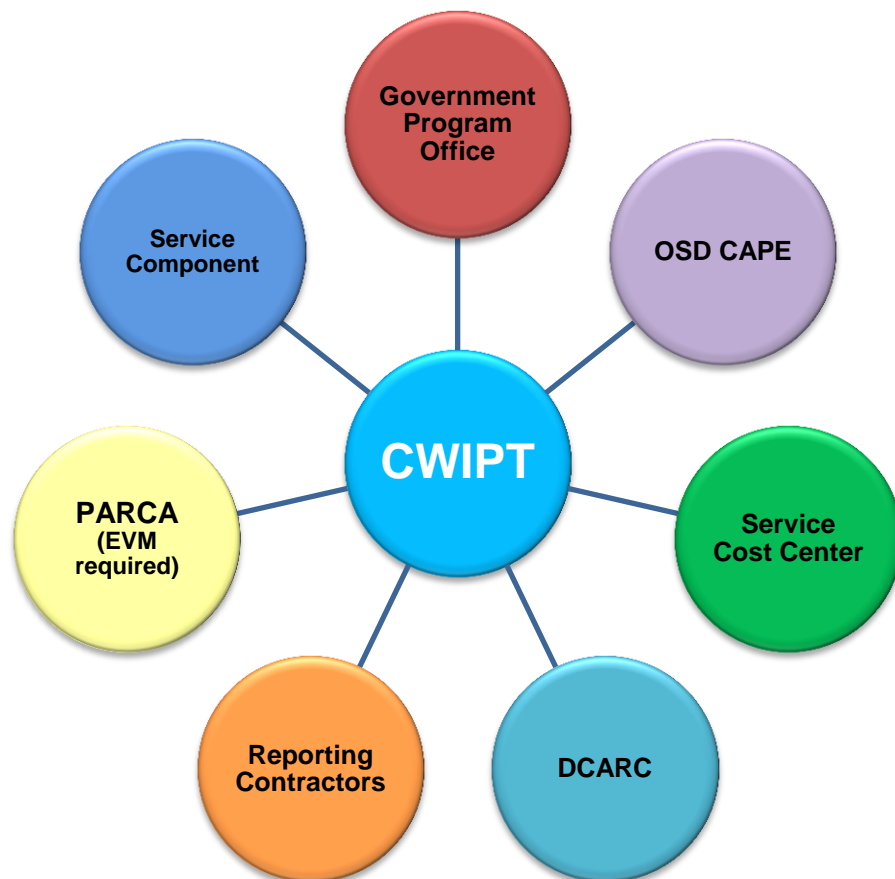 Government
Program
Office
Service
Component
OSD CAPE
CWIPT
PARCA
(EVM
required)
Service
Cost Center
Reporting
Contractors
DCARC